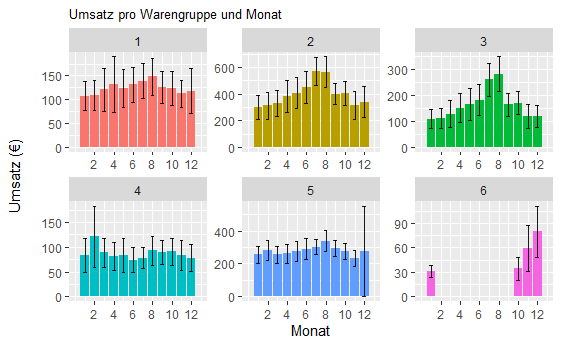 Umsatz pro Warengruppe und Monat
1 2 3
150 100 50 0
600 400 200 0
300 200 100 0
2 4 6 8 10 12 2 4 6 8 10 12 2 4 6 8 10 12
Umsatz (€)
4 5 6
150 100 50 0
400 200 0
90 60 30 0
2 4 6 8 10 12 2 4 6 8 10 12 2 4 6 8 10 12
Monat